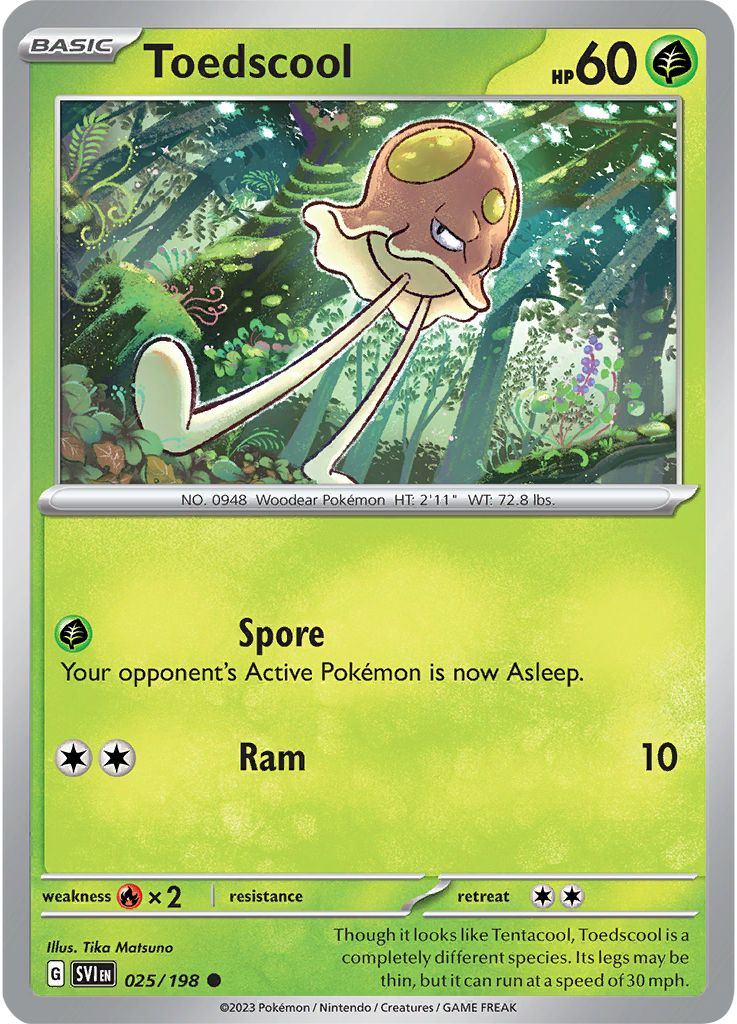 BASIC
Toedscool
HP 60
NO. 0948 Woodear Pokémon HT: 2'11" WT: 72.8 lbs.
Spore
Your opponent's Active Pokémon is now Asleep.
Ram 10
weakness ×2 resistance retreat
Illus. Tika Matsuno
G SVI EN 025/198
Though it looks like Tentacool, Toedscool is a
completely different species. Its legs may be
thin, but it can run at a speed of 30 mph.
©2023 Pokémon / Nintendo / Creatures / GAME FREAK